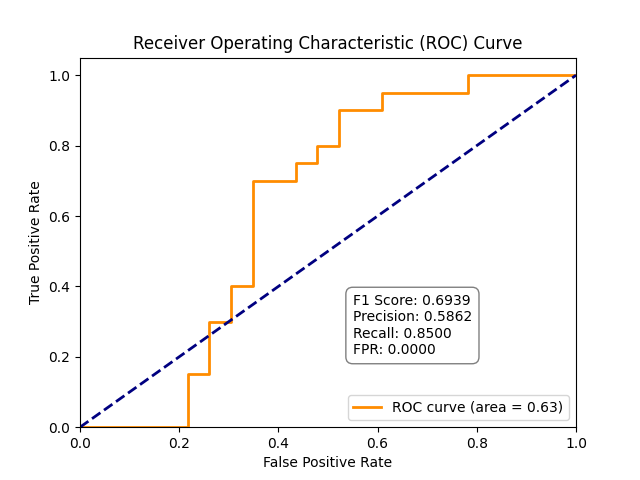 Receiver Operating Characteristic (ROC) Curve
1.0
0.8
0.6
0.4
0.2
0.0
True Positive Rate
F1 Score: 0.6939
Precision: 0.5862
Recall: 0.8500
FPR: 0.0000
ROC curve (area = 0.63)
0.0 0.2 0.4 0.6 0.8 1.0
False Positive Rate